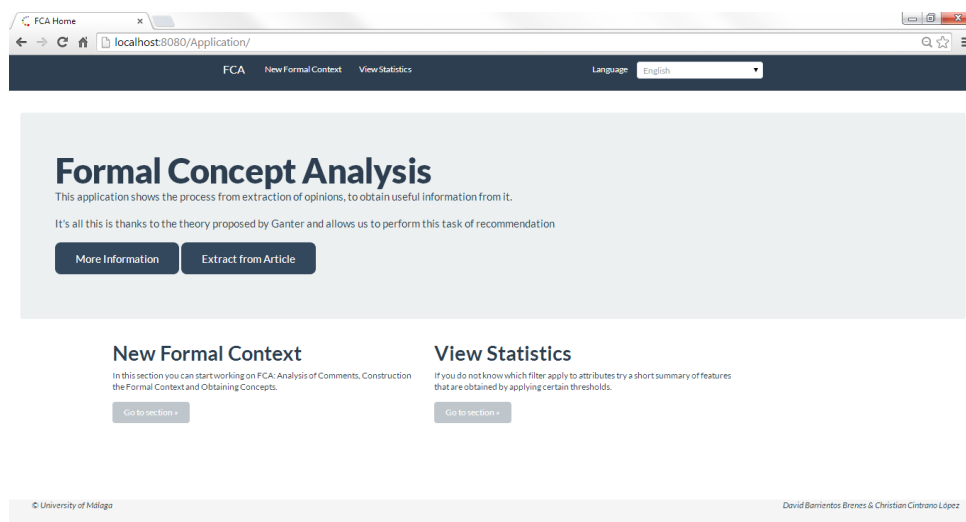 FCA Home
localhost:8080/Application/
FCA New Formal Context View Statistics Language English
Formal Concept Analysis
This application shows the process from extraction of opinions, to obtain useful information from it.
It's all this is thanks to the theory proposed by Ganter and allows us to perform this task of recommendation
More Information Extract from Article
New Formal Context
In this section you can start working on FCA: Analysis of Comments, Construction
the Formal Context and Obtaining Concepts.
Go to section »
View Statistics
If you do not know which filter apply to attributes try a short summary of features
that are obtained by applying certain thresholds.
Go to section »
© University of Málaga David Barrientos Brenes & Christian Cintrano López